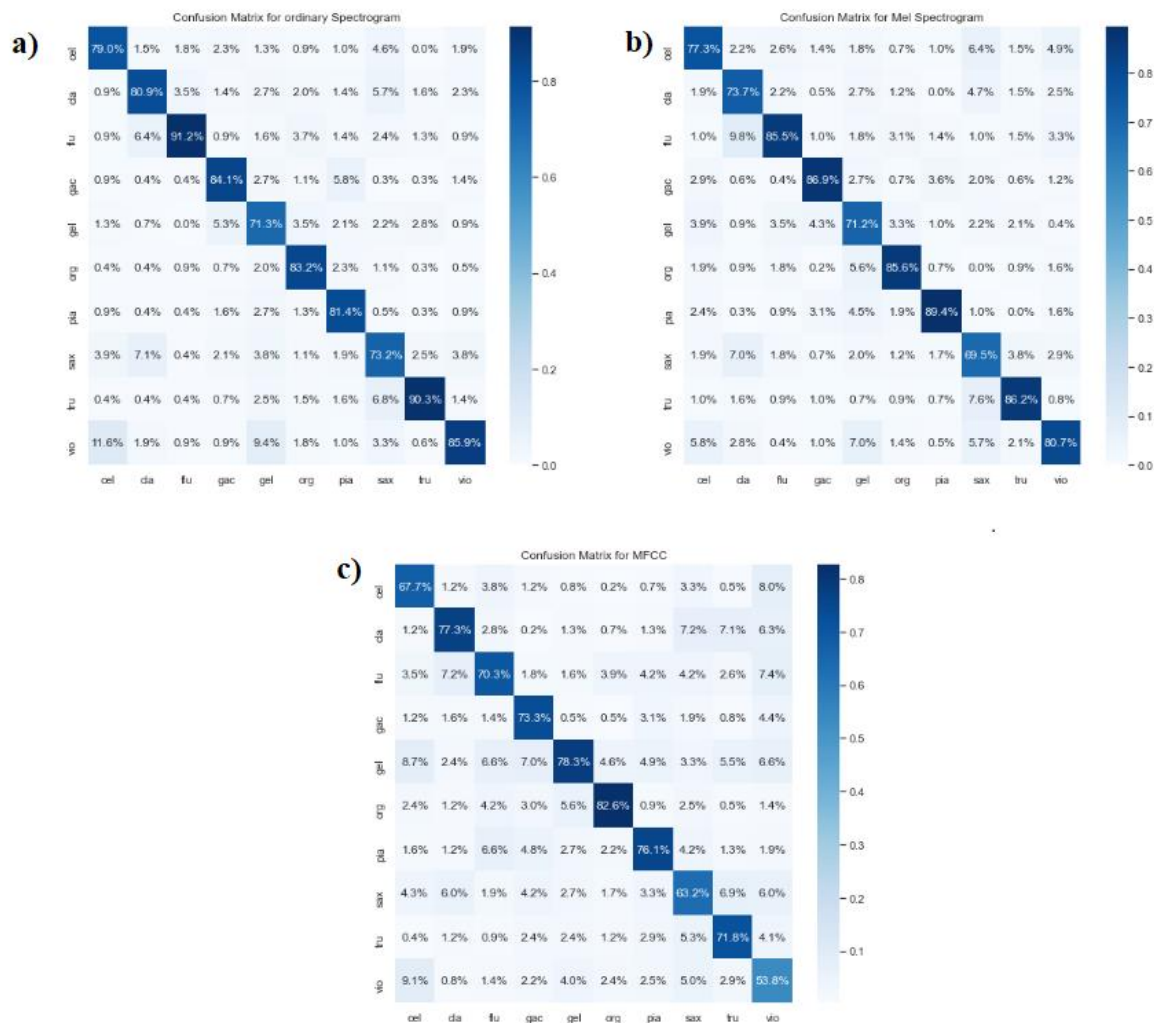 a)
Confusion Matrix for ordinary Spectrogram
cel 79.0% 1.5% 1.8% 2.3% 1.3% 0.9% 1.0% 4.6% 0.0% 1.9%
cla 0.9% 80.9% 3.5% 1.4% 2.7% 2.0% 1.4% 5.7% 1.6% 2.3%
flu 0.9% 6.4% 91.2% 0.9% 1.6% 3.7% 1.4% 2.4% 1.3% 0.9%
gac 0.9% 0.4% 0.4% 84.1% 2.7% 1.1% 5.8% 0.3% 0.3% 1.4%
gel 1.3% 0.7% 0.0% 5.3% 71.3% 3.5% 2.1% 2.2% 2.8% 0.9%
org 0.4% 0.4% 0.9% 0.7% 2.0% 83.2% 2.3% 1.1% 0.3% 0.5%
pia 0.9% 0.4% 0.4% 1.6% 2.7% 1.3% 81.4% 0.5% 0.3% 0.9%
sax 3.9% 7.1% 0.4% 2.1% 3.8% 1.1% 1.9% 73.2% 2.5% 3.8%
tru 0.4% 0.4% 0.4% 0.7% 2.5% 1.5% 1.6% 6.8% 90.3% 1.4%
vio 11.6% 1.9% 0.9% 0.9% 9.4% 1.8% 1.0% 3.3% 0.6% 85.9%
cel cla flu gac gel org pia sax tru vio
0.8
0.6
0.4
0.2
0.0
b)
Confusion Matrix for Mel Spectrogram
cel 77.3% 2.2% 2.6% 1.4% 1.8% 0.7% 1.0% 6.4% 1.5% 4.9%
cla 1.9% 73.7% 2.2% 0.5% 2.7% 1.2% 0.0% 4.7% 1.5% 2.5%
flu 1.0% 9.8% 85.5% 1.0% 1.8% 3.1% 1.4% 1.0% 1.5% 3.3%
gac 2.9% 0.6% 0.4% 86.9% 2.7% 0.7% 3.6% 2.0% 0.6% 1.2%
gel 3.9% 0.9% 3.5% 4.3% 71.2% 3.3% 1.0% 2.2% 2.1% 0.4%
org 1.9% 0.9% 1.8% 0.2% 5.6% 85.6% 0.7% 0.0% 0.9% 1.6%
pia 2.4% 0.3% 0.9% 3.1% 4.5% 1.9% 89.4% 1.0% 0.0% 1.6%
sax 1.9% 7.0% 1.8% 0.7% 2.0% 1.2% 1.7% 69.5% 3.8% 2.9%
tru 1.0% 1.6% 0.9% 1.0% 0.7% 0.9% 0.7% 7.6% 86.2% 0.8%
vio 5.8% 2.8% 0.4% 1.0% 7.0% 1.4% 0.5% 5.7% 2.1% 80.7%
cel cla flu gac gel org pia sax tru vio
0.8
0.7
0.6
0.5
0.4
0.3
0.2
0.1
0.0
c)
Confusion Matrix for MFCC
cel 67.7% 1.2% 3.8% 1.2% 0.8% 0.2% 0.7% 3.3% 0.5% 8.0%
cla 1.2% 77.3% 2.8% 0.2% 1.3% 0.7% 1.3% 7.2% 7.1% 6.3%
flu 3.5% 7.2% 70.3% 1.8% 1.6% 3.9% 4.2% 4.2% 2.6% 7.4%
gac 1.2% 1.6% 1.4% 73.3% 0.5% 0.5% 3.1% 1.9% 0.8% 4.4%
gel 8.7% 2.4% 6.6% 7.0% 78.3% 4.6% 4.9% 3.3% 5.5% 6.6%
org 2.4% 1.2% 4.2% 3.0% 5.6% 82.6% 0.9% 2.5% 0.5% 1.4%
pia 1.6% 1.2% 6.6% 4.8% 2.7% 2.2% 76.1% 4.2% 1.3% 1.9%
sax 4.3% 6.0% 1.9% 4.2% 2.7% 1.7% 3.3% 63.2% 6.9% 6.0%
tru 0.4% 1.2% 0.9% 2.4% 2.4% 1.2% 2.9% 5.3% 71.8% 4.1%
vio 9.1% 0.8% 1.4% 2.2% 4.0% 2.4% 2.5% 5.0% 2.9% 53.8%
cel cla flu gac gel org pia sax tru vio
0.8
0.7
0.6
0.5
0.4
0.3
0.2
0.1